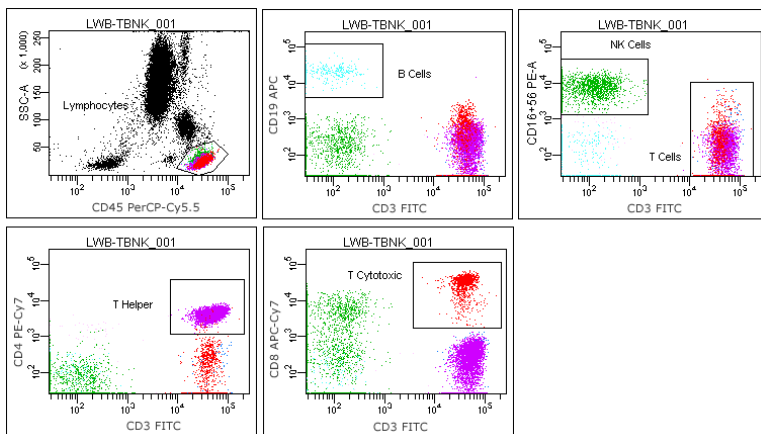 LWB-TBNK_001
SSC-A
(x 1,000)
250
200
150
100
50
Lymphocytes
10² 10³ 10⁴ 10⁵
CD45 PerCP-Cy5.5
LWB-TBNK_001
CD19 APC
10⁵
10⁴
10³
10²
B Cells
10² 10³ 10⁴ 10⁵
CD3 FITC
LWB-TBNK_001
NK Cells
CD16+56 PE-A
10⁵
10⁴
10³
10²
T Cells
10² 10³ 10⁴ 10⁵
CD3 FITC
LWB-TBNK_001
CD4 PE-Cy7
10⁵
10⁴
10³
10²
T Helper
10² 10³ 10⁴ 10⁵
CD3 FITC
LWB-TBNK_001
T Cytotoxic
CD8 APC-Cy7
10⁵
10⁴
10³
10²
10² 10³ 10⁴ 10⁵
CD3 FITC